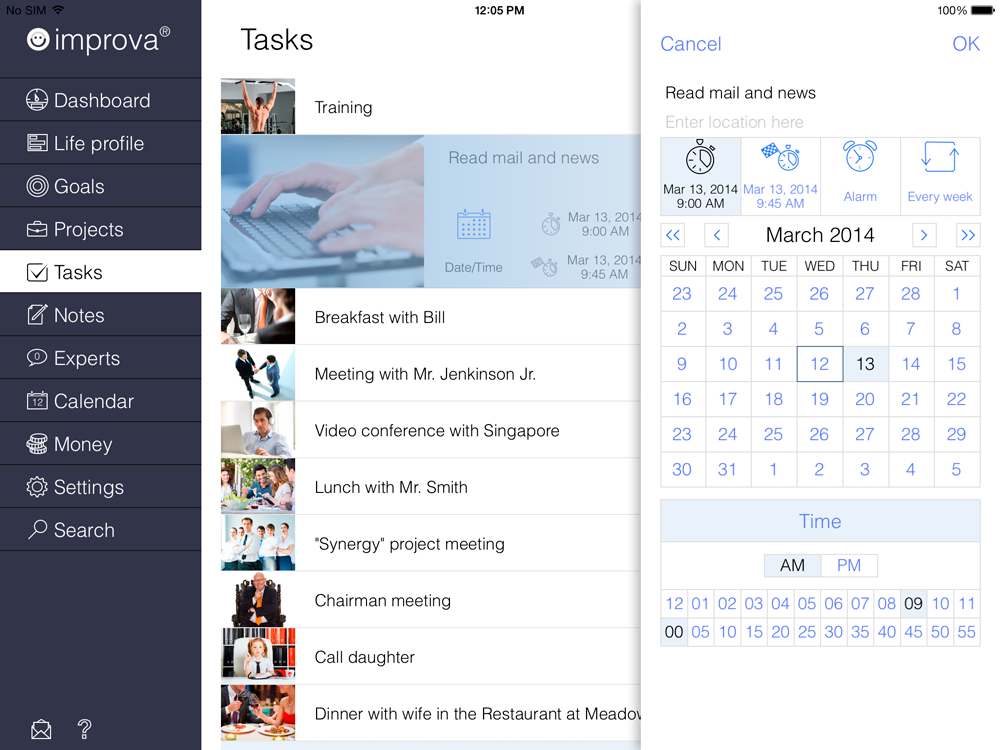 No SIM
12:05 PM
100%
improva®
Dashboard
Life profile
Goals
Projects
Tasks
Notes
0
Experts
12
Calendar
Money
Settings
Search
?
Tasks
Training
Read mail and news
Date/Time
Mar 13, 2014
9:00 AM
Mar 13, 2014
9:45 AM
Breakfast with Bill
Meeting with Mr. Jenkinson Jr.
Video conference with Singapore
Lunch with Mr. Smith
"Synergy" project meeting
Chairman meeting
Call daughter
Dinner with wife in the Restaurant at Meadow
Cancel OK
Read mail and news
Enter location here
Mar 13, 2014
9:00 AM
Mar 13, 2014
9:45 AM
Alarm
Every week
<< < March 2014 > >>
SUN MON TUE WED THU FRI SAT
23 24 25 26 27 28 1
2 3 4 5 6 7 8
9 10 11 12 13 14 15
16 17 18 19 20 21 22
23 24 25 26 27 28 29
30 31 1 2 3 4 5
Time
AM PM
12 01 02 03 04 05 06 07 08 09 10 11
00 05 10 15 20 25 30 35 40 45 50 55